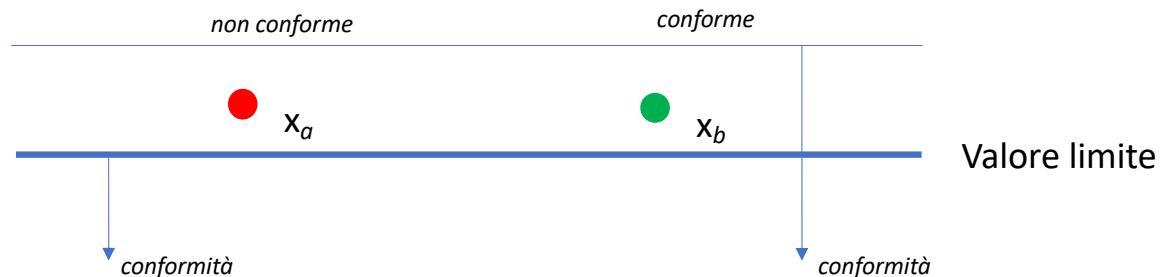 non conforme
conforme
xa
xb
Valore limite
conformità
conformità